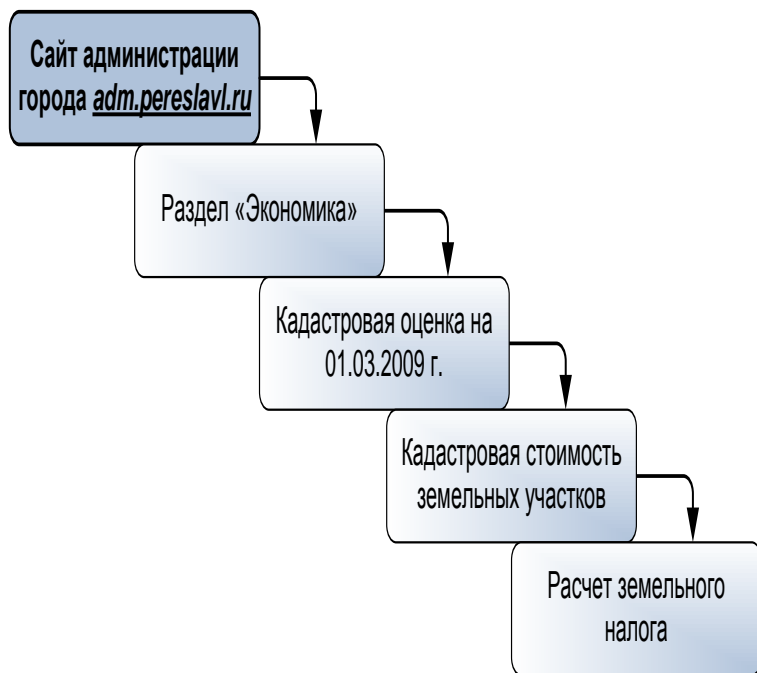 Сайт администрации
города adm.pereslavl.ru
Раздел «Экономика»
Кадастровая оценка на
01.03.2009 г.
Кадастровая стоимость
земельных участков
Расчет земельного
налога